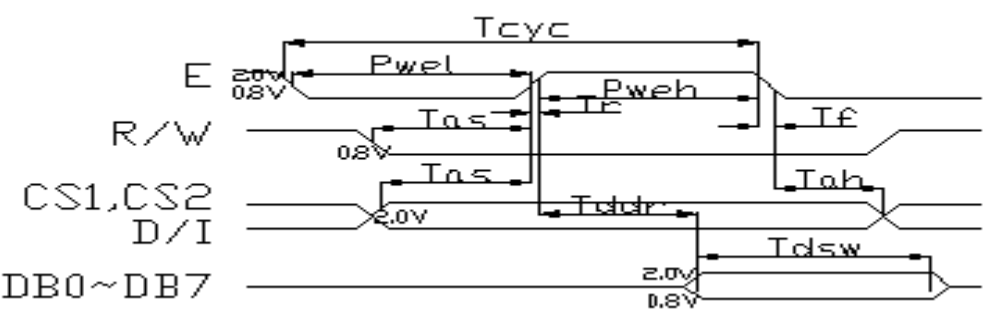 Tcyc
E 2.0V Pwel
0.8V Pweh
Tr
R/W Tas Tf
0.8V
Tas Tah
CS1,CS2 2.0V Tddr
D/I
Tdsw
DB0~DB7 2.0V
0.8V